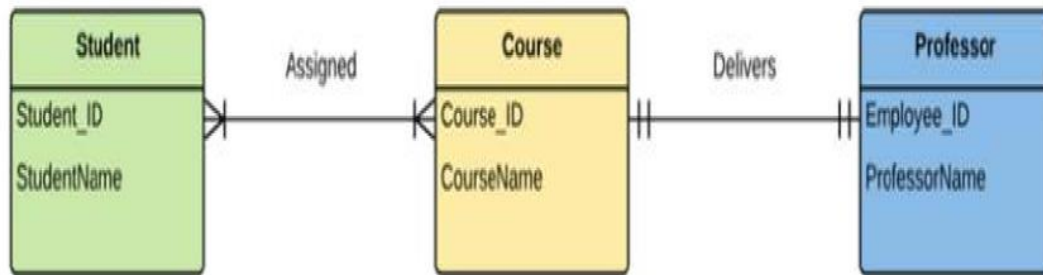 Student
Student_ID
StudentName
Assigned
Course
Course_ID
CourseName
Delivers
Professor
Employee_ID
ProfessorName